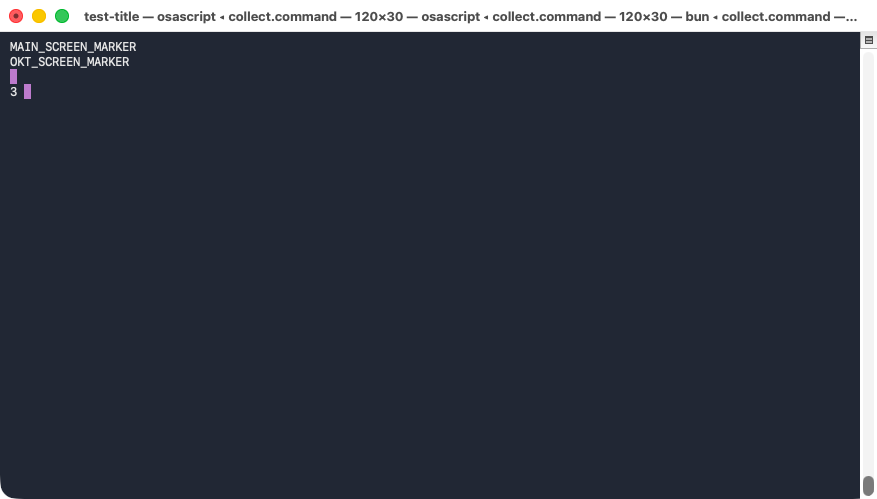 test-title — osascript ◂ collect.command — 120×30 — osascript ◂ collect.command — 120×30 — bun ◂ collect.command —...
MAIN_SCREEN_MARKER
OKT_SCREEN_MARKER
3